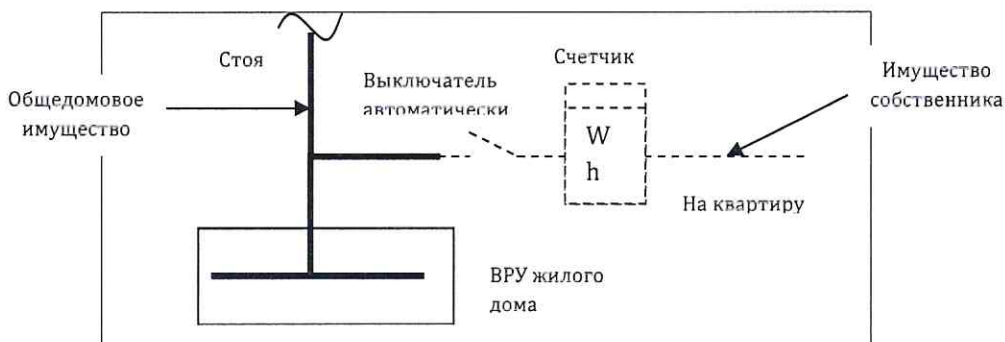 Стоя
Общедомовое
имущество
Выключатель
автоматически
Счетчик
W
h
Имущество
собственника
На квартиру
ВРУ жилого
дома